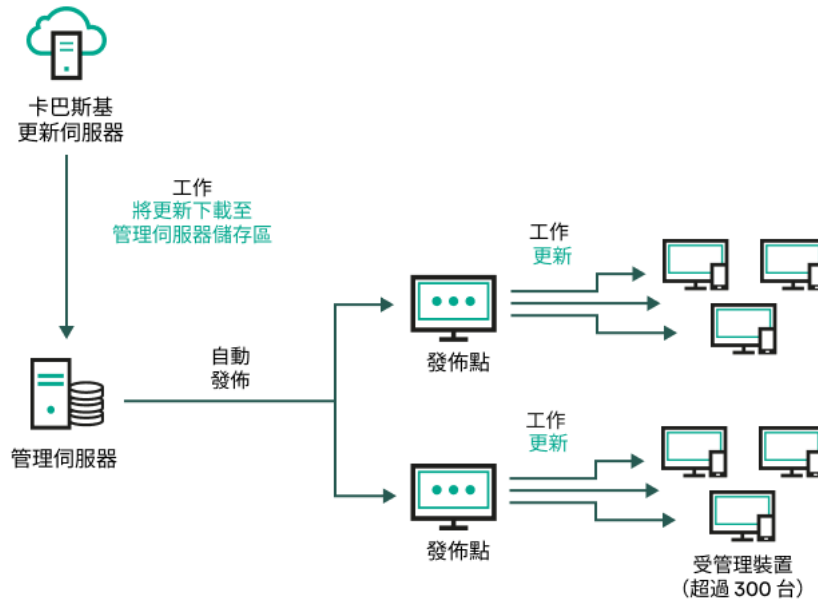 卡巴斯基
更新伺服器
工作
將更新下載至
管理伺服器儲存區
工作
更新
發佈點
自動
發佈
管理伺服器
工作
更新
發佈點
受管理裝置
（超過 300 台）